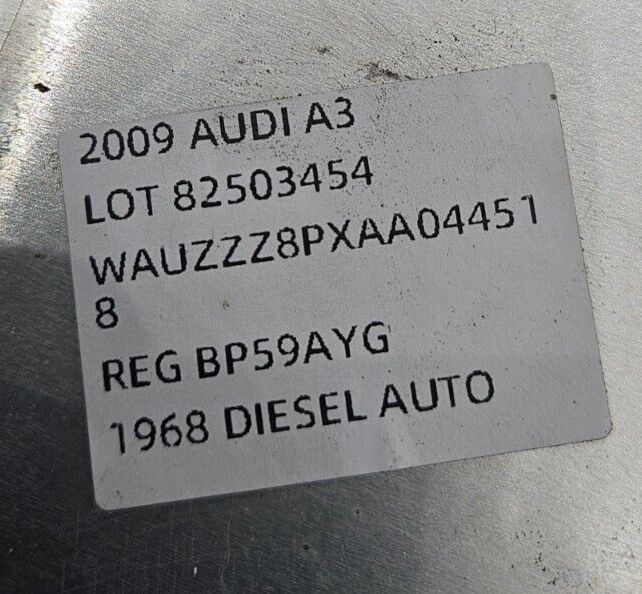 2009 AUDI A3
LOT 82503454
WAUZZZ8PXAA04451
8
REG BP59AYG
1968 DIESEL AUTO